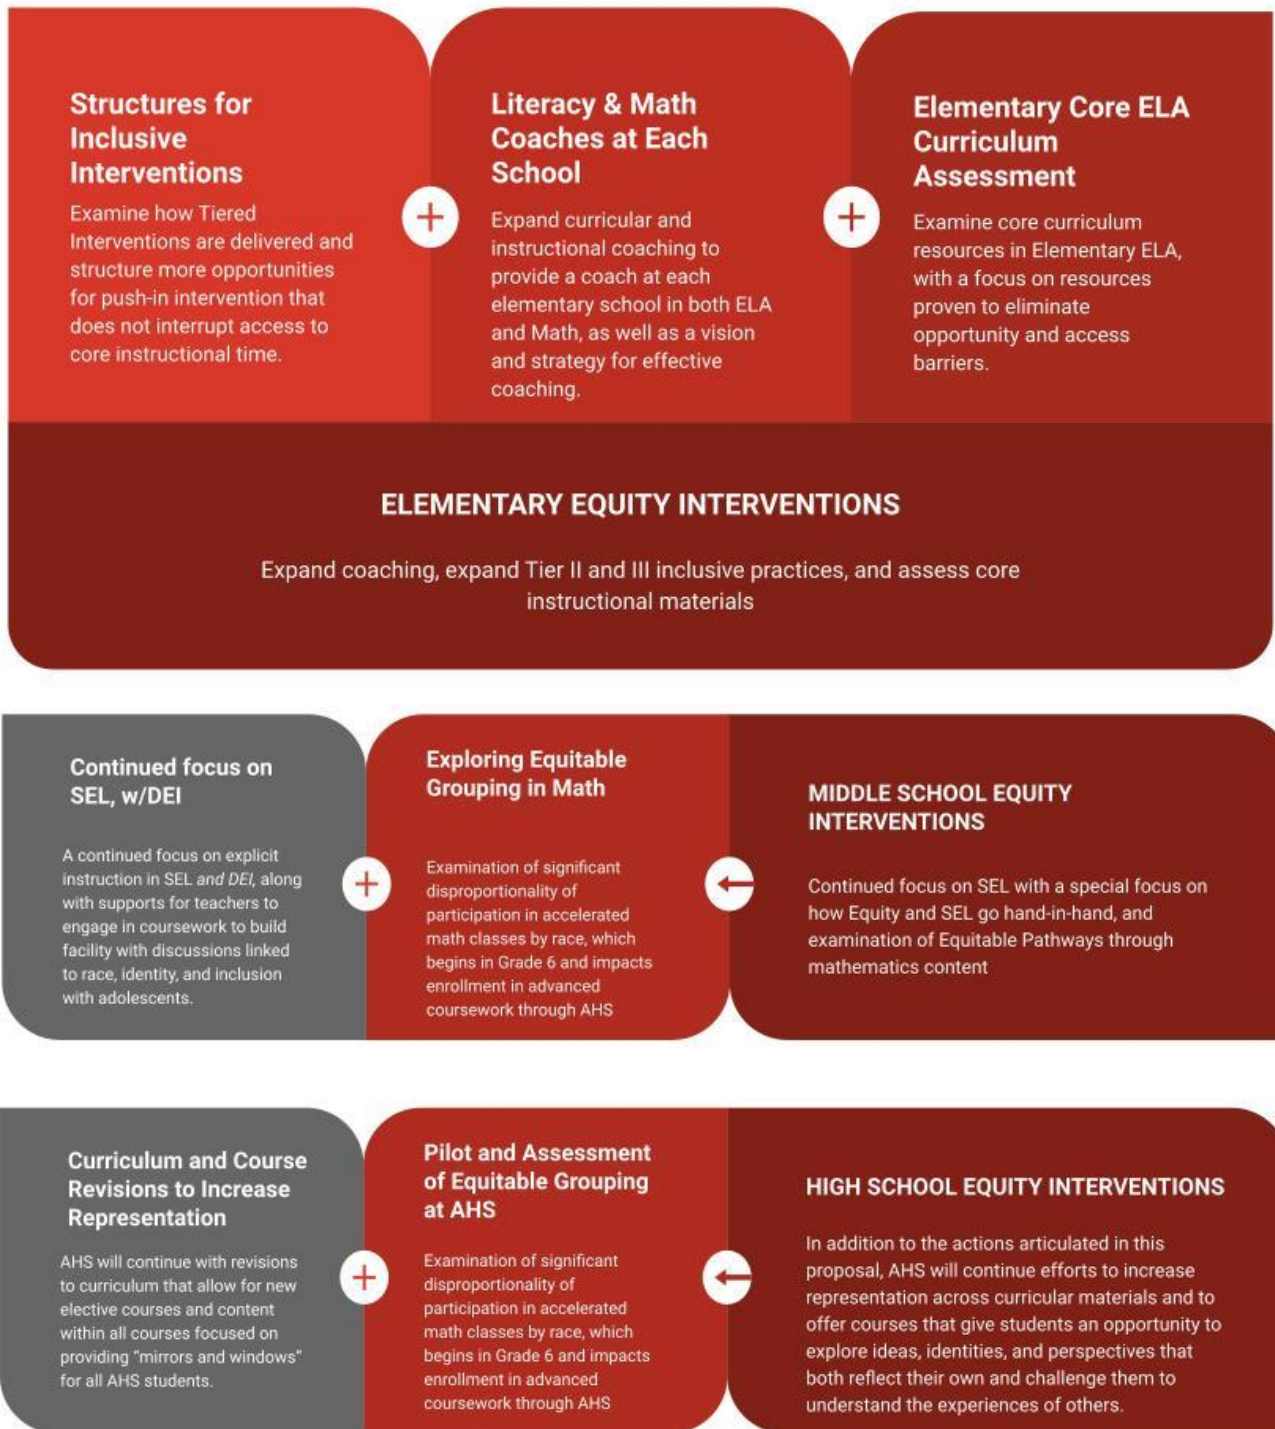 Structures for
Inclusive
Interventions
Examine how Tiered
Interventions are delivered and
structure more opportunities
for push-in intervention that
does not interrupt access to
core instructional time.
+
Literacy & Math
Coaches at Each
School
Expand curricular and
instructional coaching to
provide a coach at each
elementary school in both ELA
and Math, as well as a vision
and strategy for effective
coaching.
+
Elementary Core ELA
Curriculum
Assessment
Examine core curriculum
resources in Elementary ELA,
with a focus on resources
proven to eliminate
opportunity and access
barriers.
ELEMENTARY EQUITY INTERVENTIONS
Expand coaching, expand Tier II and III inclusive practices, and assess core
instructional materials
Continued focus on
SEL, w/DEI
A continued focus on explicit
instruction in SEL and DEI, along
with supports for teachers to
engage in coursework to build
facility with discussions linked
to race, identity, and inclusion
with adolescents.
+
Exploring Equitable
Grouping in Math
Examination of significant
disproportionality of
participation in accelerated
math classes by race, which
begins in Grade 6 and impacts
enrollment in advanced
coursework through AHS
MIDDLE SCHOOL EQUITY
INTERVENTIONS
Continued focus on SEL with a special focus on
how Equity and SEL go hand-in-hand, and
examination of Equitable Pathways through
mathematics content
Curriculum and Course
Revisions to Increase
Representation
AHS will continue with revisions
to curriculum that allow for new
elective courses and content
within all courses focused on
providing "mirrors and windows"
for all AHS students.
+
Pilot and Assessment
of Equitable Grouping
at AHS
Examination of significant
disproportionality of
participation in accelerated
math classes by race, which
begins in Grade 6 and impacts
enrollment in advanced
coursework through AHS
HIGH SCHOOL EQUITY INTERVENTIONS
In addition to the actions articulated in this
proposal, AHS will continue efforts to increase
representation across curricular materials and to
offer courses that give students an opportunity to
explore ideas, identities, and perspectives that
both reflect their own and challenge them to
understand the experiences of others.